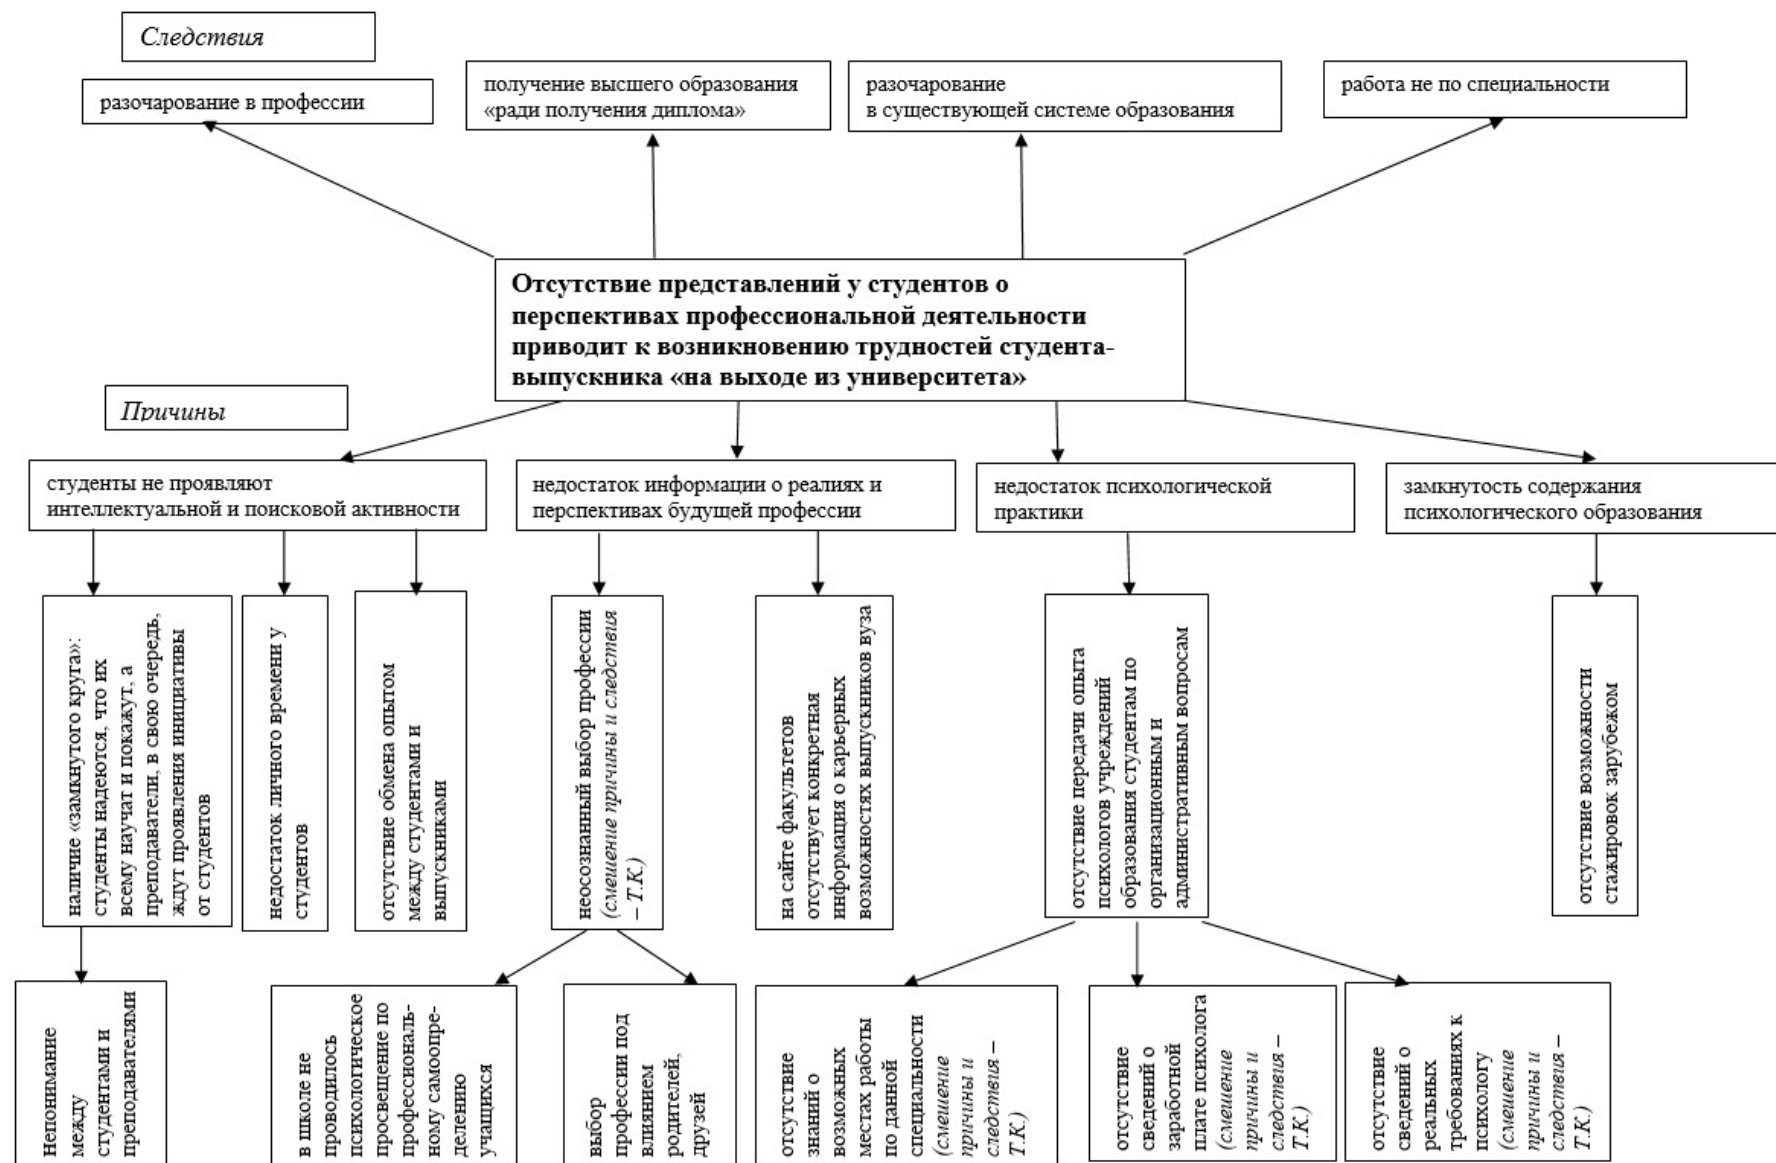 Следствия
разочарование в профессии
получение высшего образования
«ради получения диплома»
разочарование
в существующей системе образования
работа не по специальности
Отсутствие представлений у студентов о
перспективах профессиональной деятельности
приводит к возникновению трудностей студента-
выпускника «на выходе из университета»
Причины
студенты не проявляют
интеллектуальной и поисковой активности
недостаток информации о реалиях и
перспективах будущей профессии
недостаток психологической
практики
замкнутость содержания
психологического образования
наличие «замкнутого круга»:
студенты надеются, что их
всему научат и покажут, а
преподаватели, в свою очередь,
ждут проявления инициативы
от студентов
недостаток личного времени у
студентов
отсутствие обмена опытом
между студентами и
выпускниками
неосознанный выбор профессии
(смешение причины и следствия
– Т.К.)
на сайте факультетов
отсутствует конкретная
информация о карьерных
возможностях выпускников вуза
отсутствие передачи опыта
психологов учреждений
образования студентам по
организационным и
административным вопросам
отсутствие возможности
стажировок зарубежом
Непонимание
между
студентами и
преподавателями
в школе не
проводилось
психологическое
просвещение по
профессиональ-
ному самоопре-
делению
учащихся
выбор
профессии под
влиянием
родителей,
друзей
отсутствие
знаний о
возможных
местах работы
по данной
специальности
(смешение
причины и
следствия –
Т.К.)
отсутствие
сведений о
заработной
плате психолога
(смешение
причины и
следствия –
Т.К.)
отсутствие
сведений о
реальных
требованиях к
психологу
(смешение
причины и
следствия –
Т.К.)